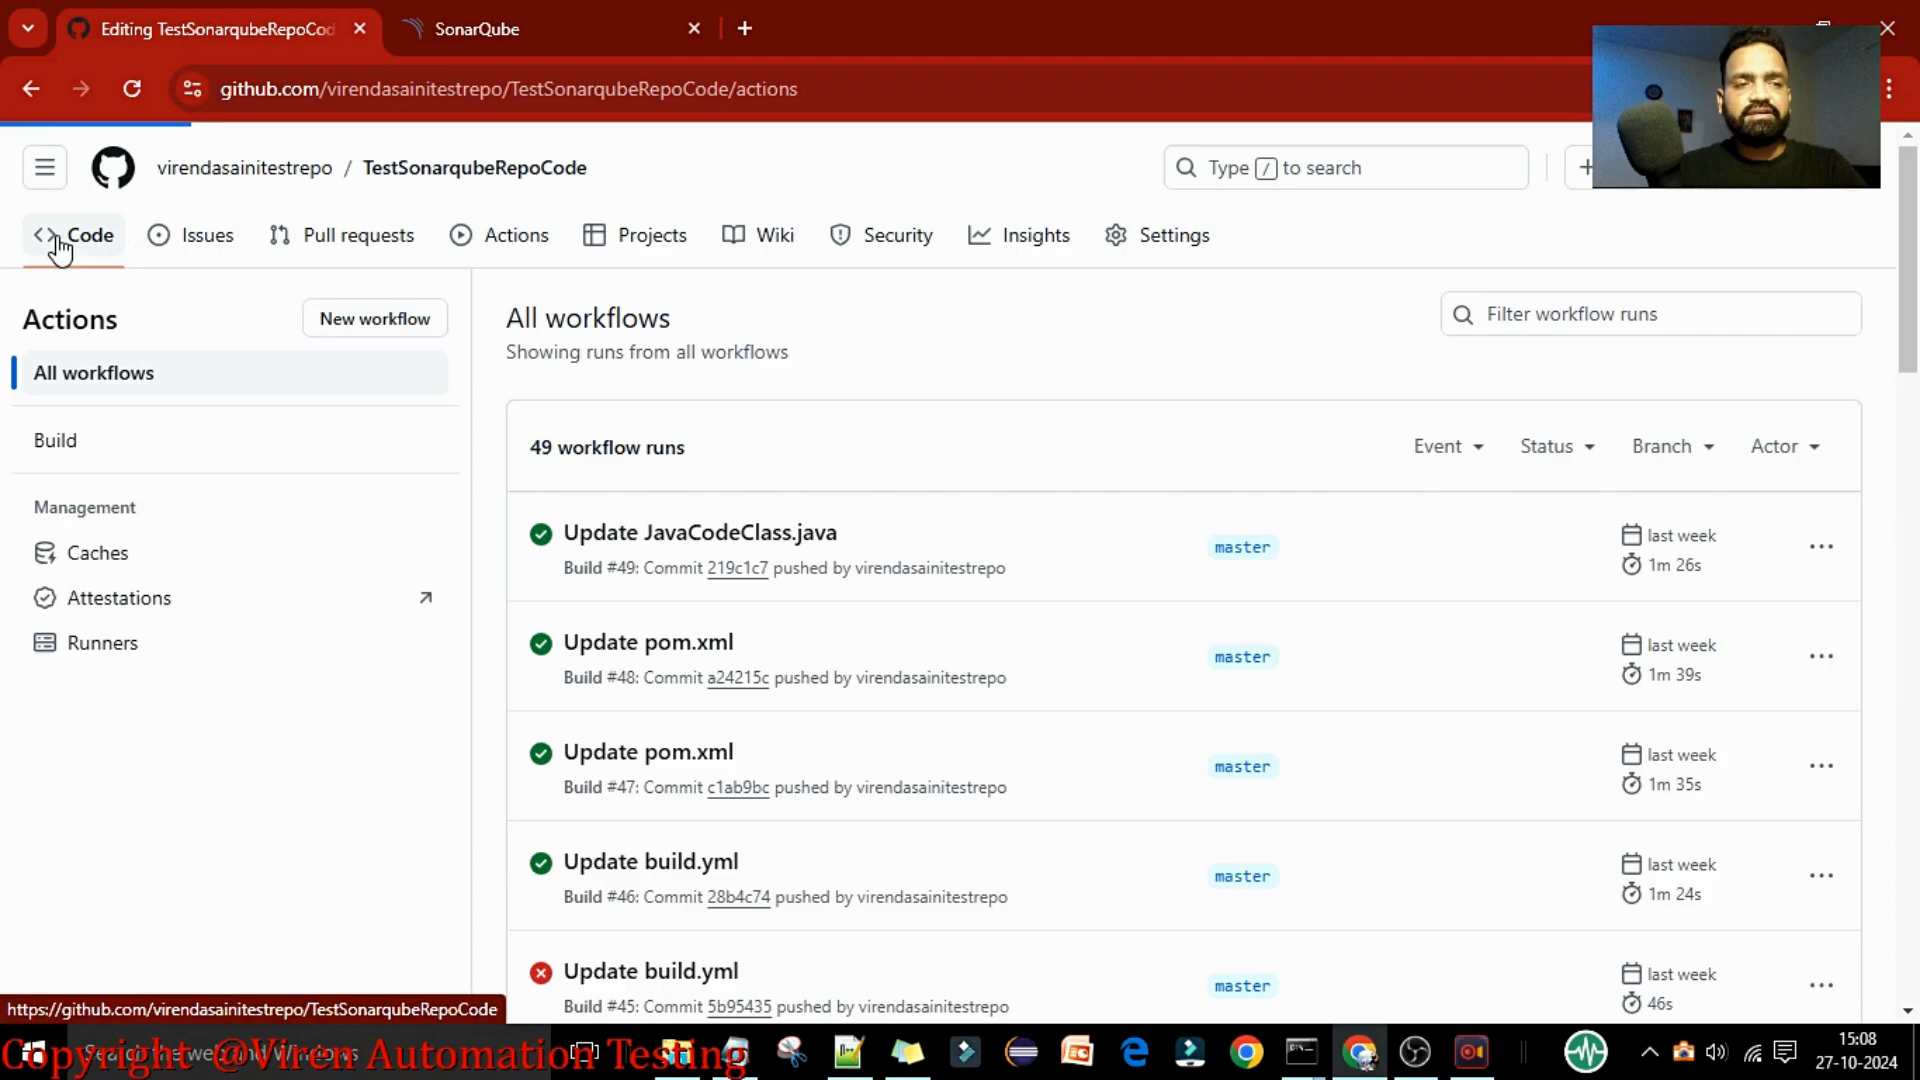 Editing TestSonarqubeRepoCod
SonarQube
github.com/virendasainitestrepo/TestSonarqubeRepoCode/actions
virendasainitestrepo / TestSonarqubeRepoCode
Type / to search
Code
Issues
Pull requests
Actions
Projects
Wiki
Security
Insights
Settings
Actions
New workflow
All workflows
Build
Management
Caches
Attestations
Runners
All workflows
Showing runs from all workflows
Filter workflow runs
49 workflow runs
Event
Status
Branch
Actor
Update JavaCodeClass.java
Build #49: Commit 219c1c7 pushed by virendasainitestrepo
master
last week
1m 26s
Update pom.xml
Build #48: Commit a24215c pushed by virendasainitestrepo
master
last week
1m 39s
Update pom.xml
Build #47: Commit c1ab9bc pushed by virendasainitestrepo
master
last week
1m 35s
Update build.yml
Build #46: Commit 28b4c74 pushed by virendasainitestrepo
master
last week
1m 24s
Update build.yml
Build #45: Commit 5b95435 pushed by virendasainitestrepo
master
last week
46s
https://github.com/virendasainitestrepo/TestSonarqubeRepoCode
Search the web and Windows
Copyright @Viren Automation Testing
15:08
27-10-2024